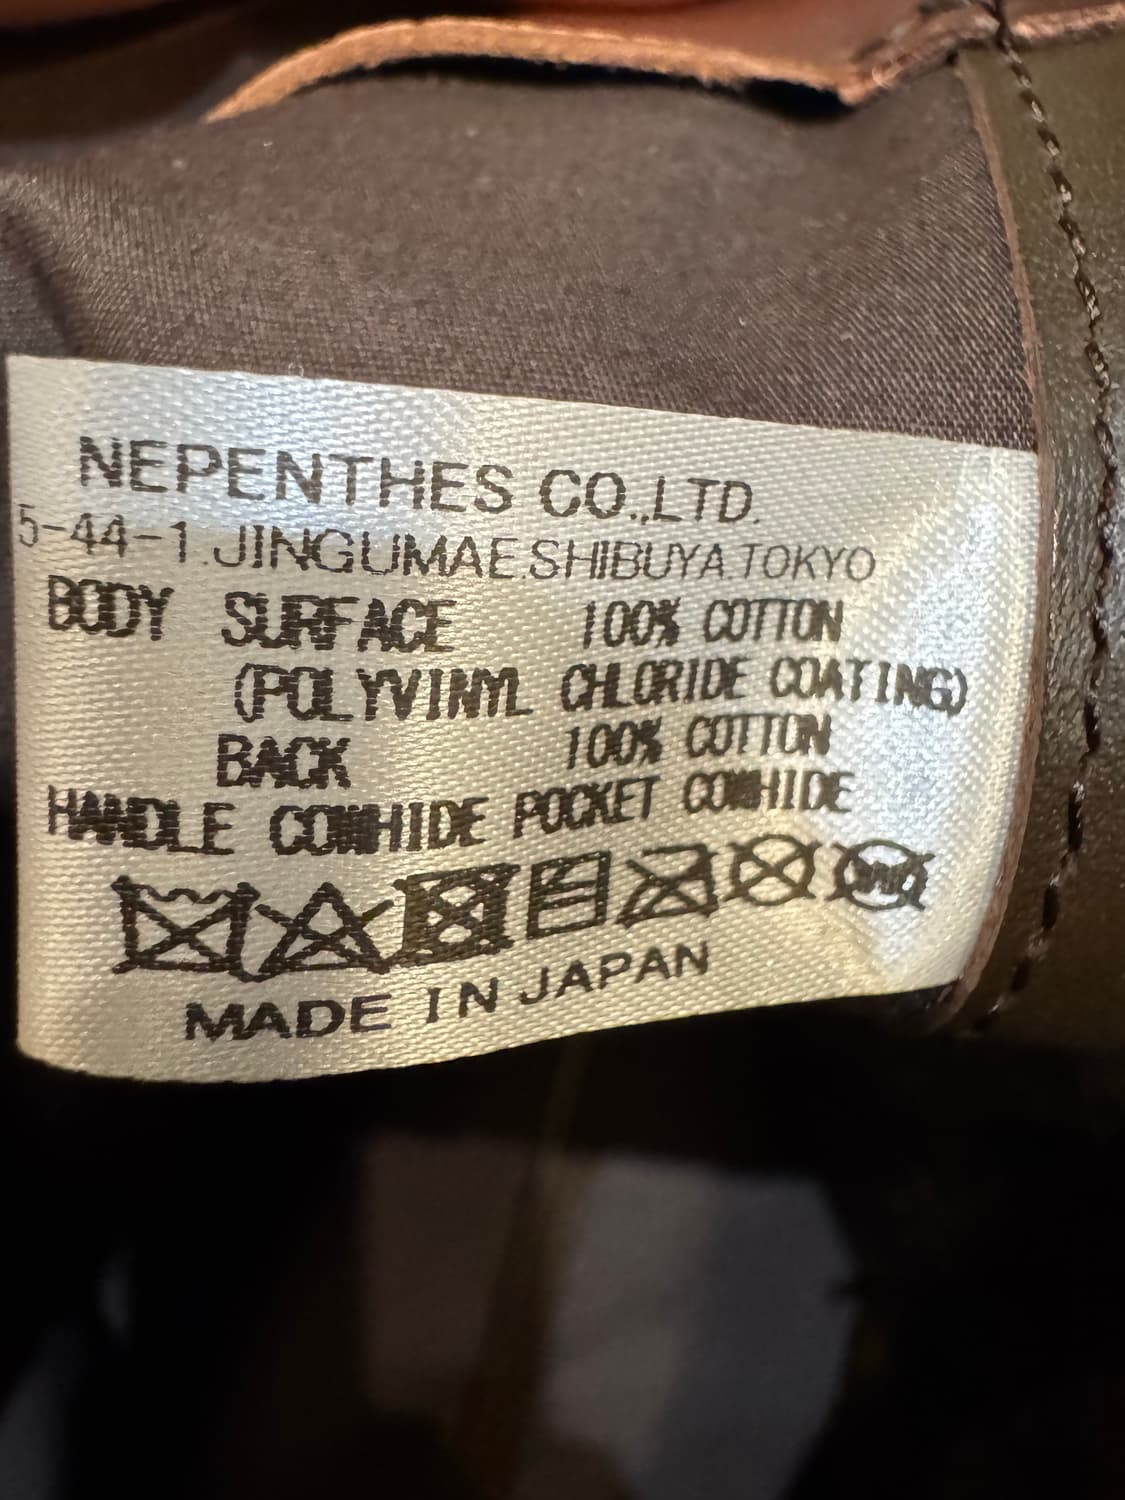 NEPENTHES CO.,LTD.
5-44-1.JINGUMAE.SHIBUYA.TOKYO
BODY SURFACE 100% COTTON
(POLYVINYL CHLORIDE COATING)
BACK 100% COTTON
HANDLE COWHIDE POCKET COWHIDE
MADE IN JAPAN